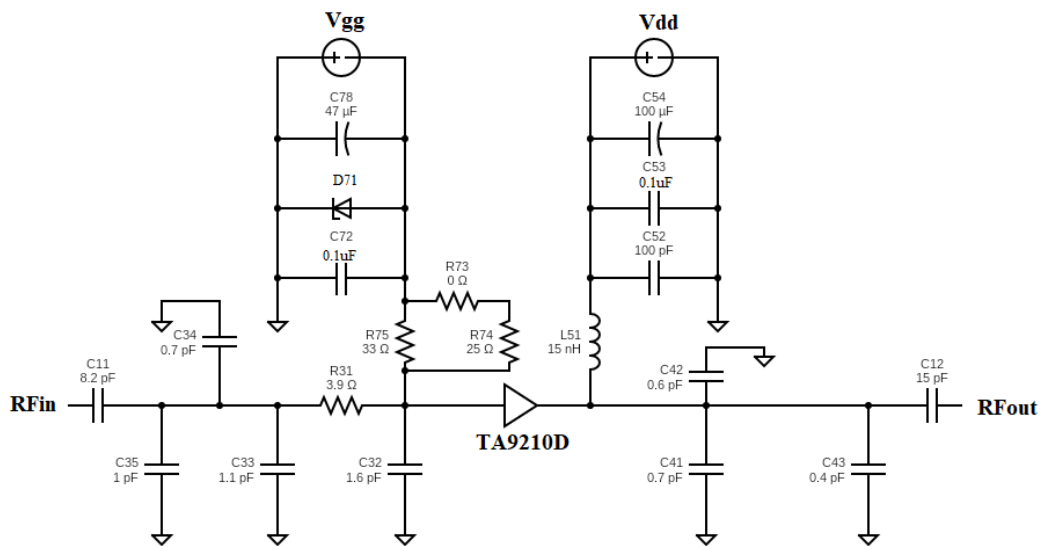 Vgg
Vdd
C78
47 µF
C54
100 µF
D71
C53
0.1uF
C72
0.1uF
C52
100 pF
R73
0 Ω
C34
0.7 pF
R75
33 Ω
R74
25 Ω
L51
15 nH
C11
8.2 pF
R31
3.9 Ω
C42
0.6 pF
C12
15 pF
RFin
RFout
TA9210D
C35
1 pF
C33
1.1 pF
C32
1.6 pF
C41
0.7 pF
C43
0.4 pF